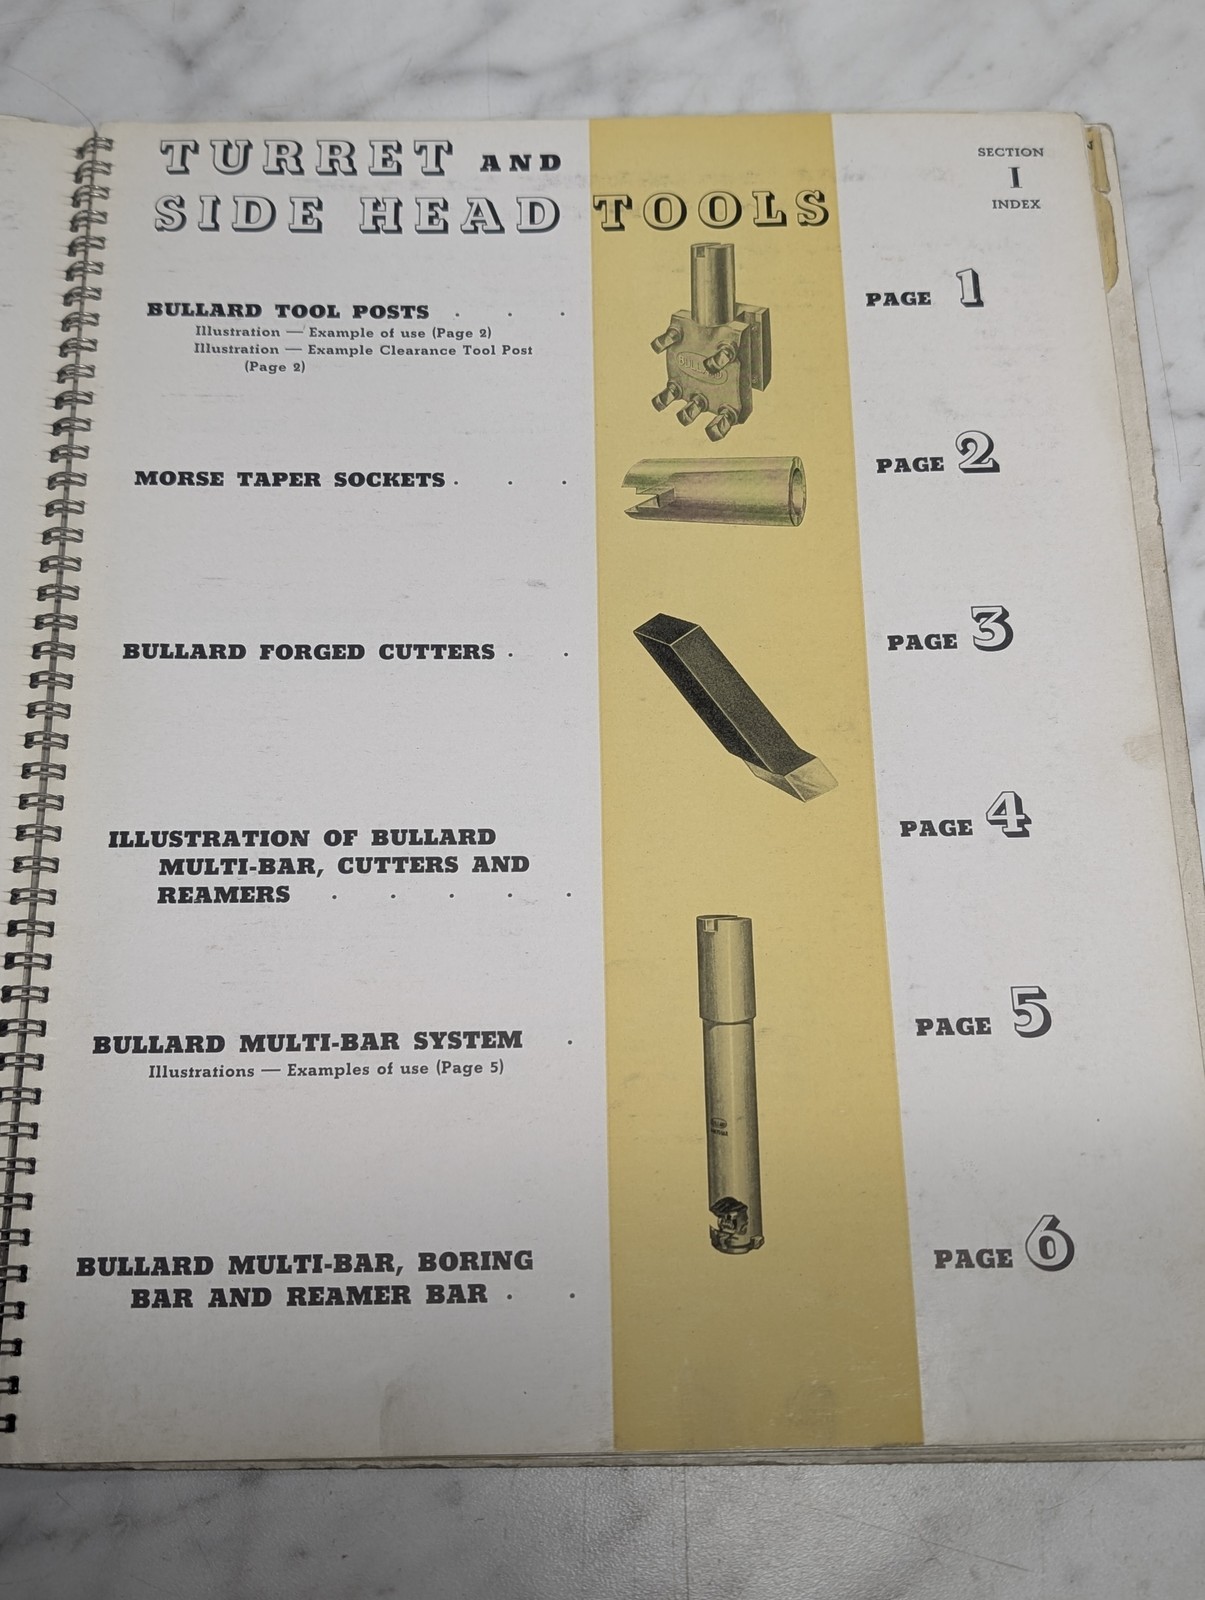 TURRET AND
SIDE HEAD TOOLS
SECTION
I
INDEX
BULLARD TOOL POSTS . . .
PAGE 1
Illustration — Example of use (Page 2)
Illustration — Example Clearance Tool Post
(Page 2)
BULLARD
MORSE TAPER SOCKETS . . .
PAGE 2
BULLARD FORGED CUTTERS . .
PAGE 3
ILLUSTRATION OF BULLARD
MULTI-BAR, CUTTERS AND
REAMERS . . . . .
PAGE 4
BULLARD MULTI-BAR SYSTEM .
PAGE 5
Illustrations — Examples of use (Page 5)
BULLARD MULTI-BAR, BORING
BAR AND REAMER BAR . .
PAGE 6